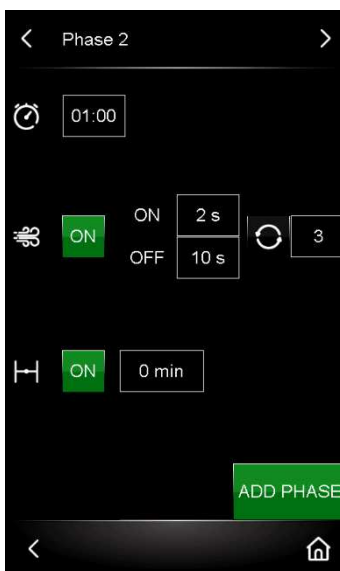 Phase 2
01:00
ON ON 2 s 3
OFF 10 s
ON 0 min
ADD PHASE